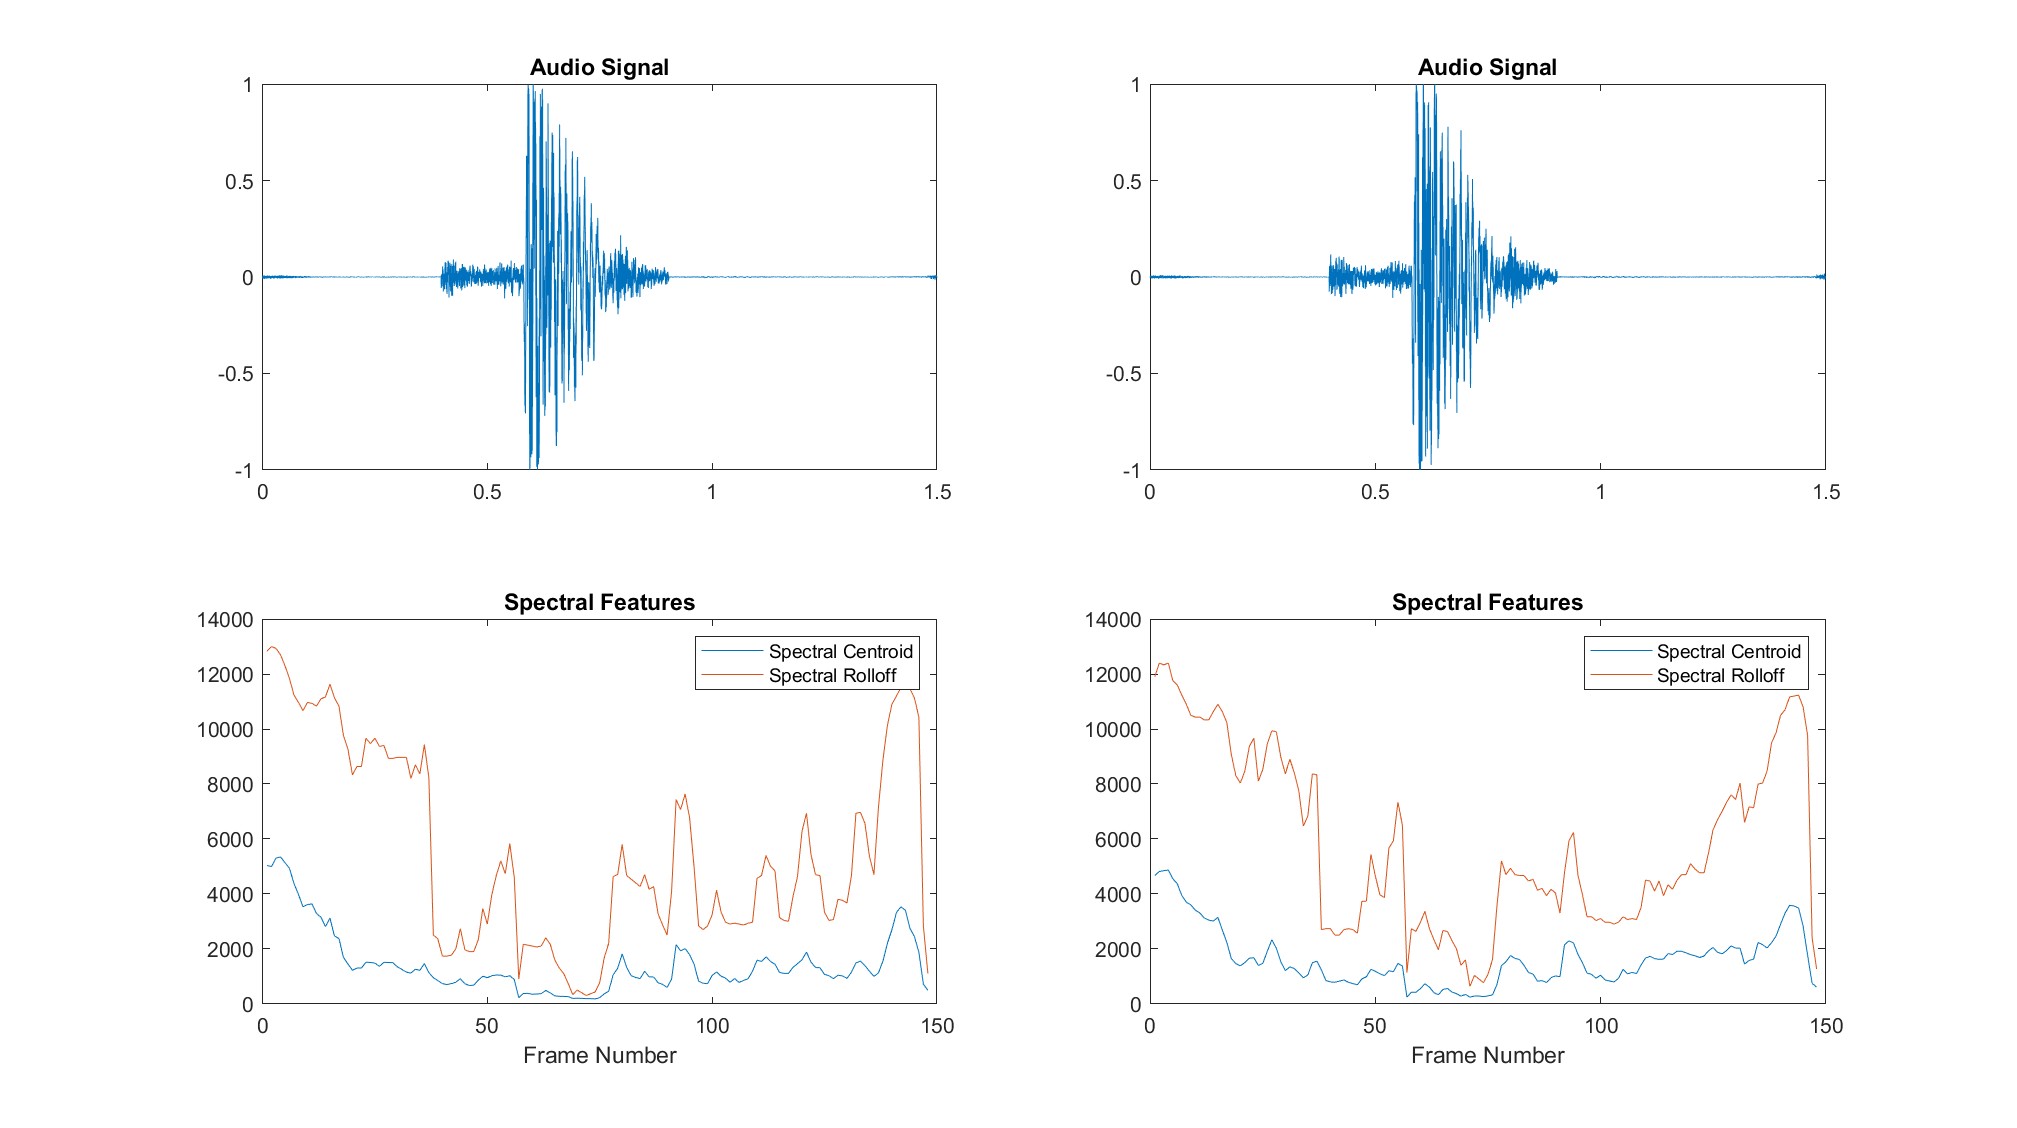 Audio Signal
1
0.5
0
-0.5
-1
0 0.5 1 1.5
Audio Signal
1
0.5
0
-0.5
-1
0 0.5 1 1.5
Spectral Features
14000
12000
10000
8000
6000
4000
2000
0
Spectral Centroid
Spectral Rolloff
0 50 100 150
Frame Number
Spectral Features
14000
12000
10000
8000
6000
4000
2000
0
Spectral Centroid
Spectral Rolloff
0 50 100 150
Frame Number